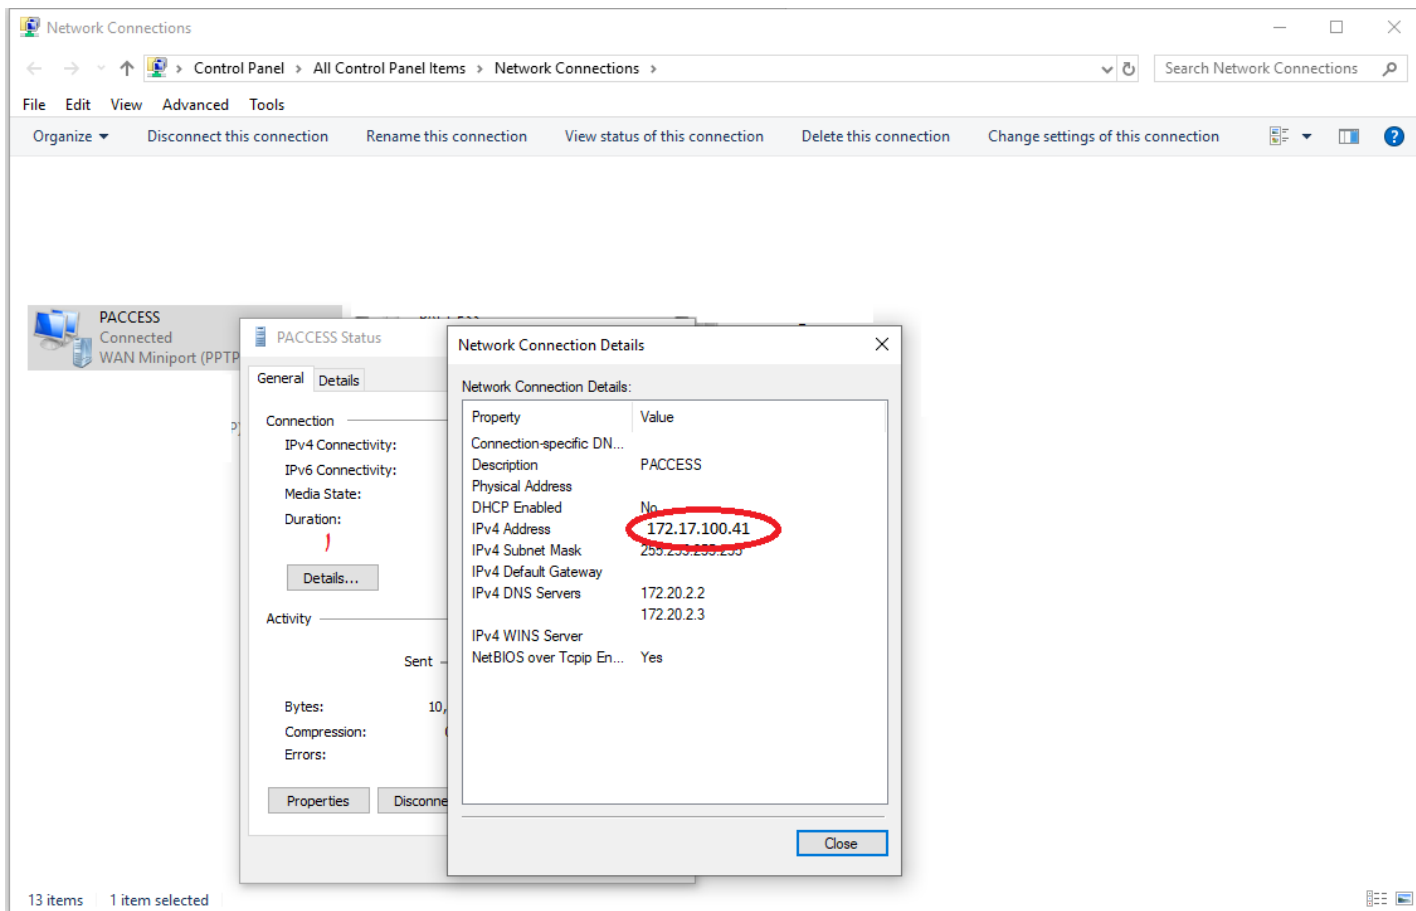 Network Connections
Control Panel > All Control Panel Items > Network Connections >
Search Network Connections
File Edit View Advanced Tools
Organize Disconnect this connection Rename this connection View status of this connection Delete this connection Change settings of this connection
PACCESS
Connected
WAN Miniport (PPTP
PACCESS Status
General Details
Connection
IPv4 Connectivity:
IPv6 Connectivity:
Media State:
Duration:
Details...
Activity
Sent
Bytes: 10,
Compression:
Errors:
Properties Disconne
Network Connection Details
Network Connection Details:
Property Value
Connection-specific DN...
Description PACCESS
Physical Address
DHCP Enabled No
IPv4 Address 172.17.100.41
IPv4 Subnet Mask 255.255.255.255
IPv4 Default Gateway
IPv4 DNS Servers 172.20.2.2
172.20.2.3
IPv4 WINS Server
NetBIOS over Tcpip En... Yes
Close
13 items 1 item selected